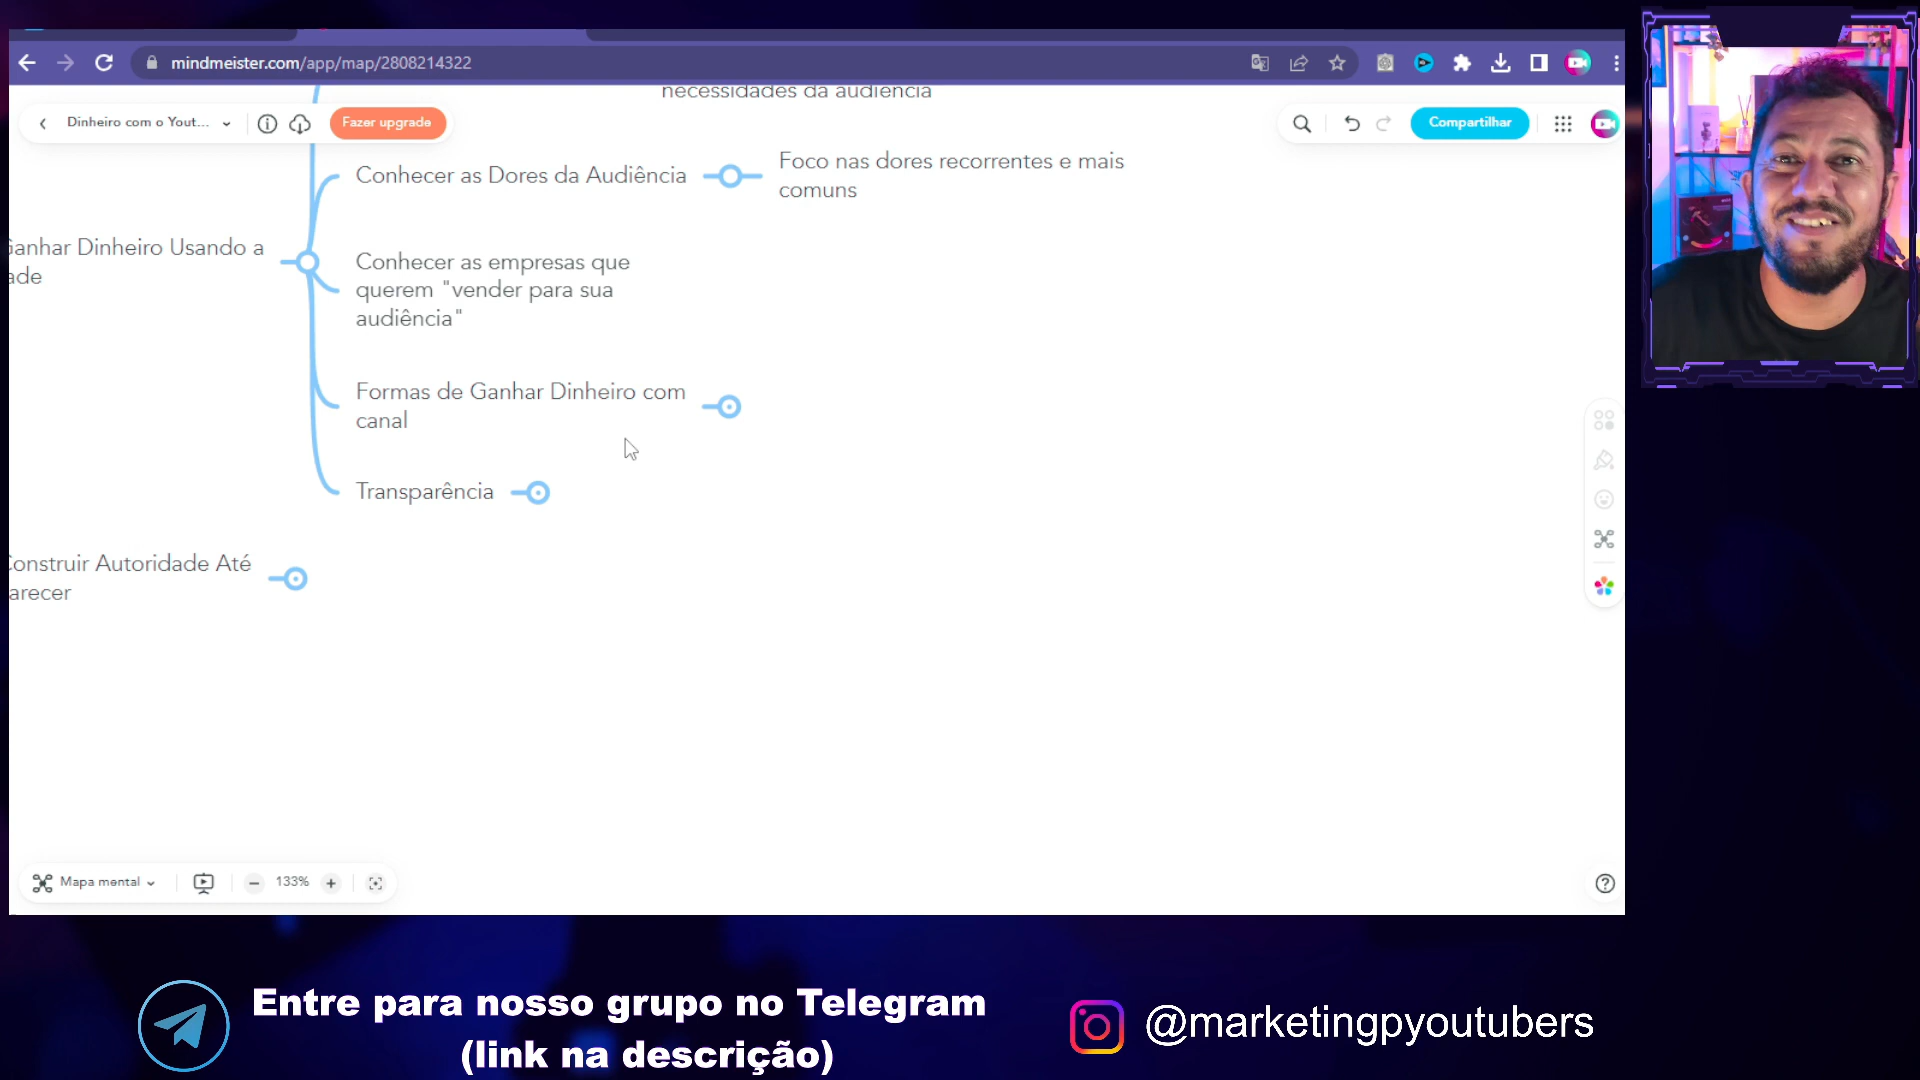 mindmeister.com/app/map/2808214322
necessidades da audiência
Dinheiro com o Yout...
Fazer upgrade
Compartilhar
Conhecer as Dores da Audiência
Foco nas dores recorrentes e mais
comuns
Ganhar Dinheiro Usando a
ade
Conhecer as empresas que
querem "vender para sua
audiência"
Formas de Ganhar Dinheiro com
canal
Transparência
Construir Autoridade Até
arecer
Mapa mental
133%
Entre para nosso grupo no Telegram
(link na descrição)
@marketingpyoutubers